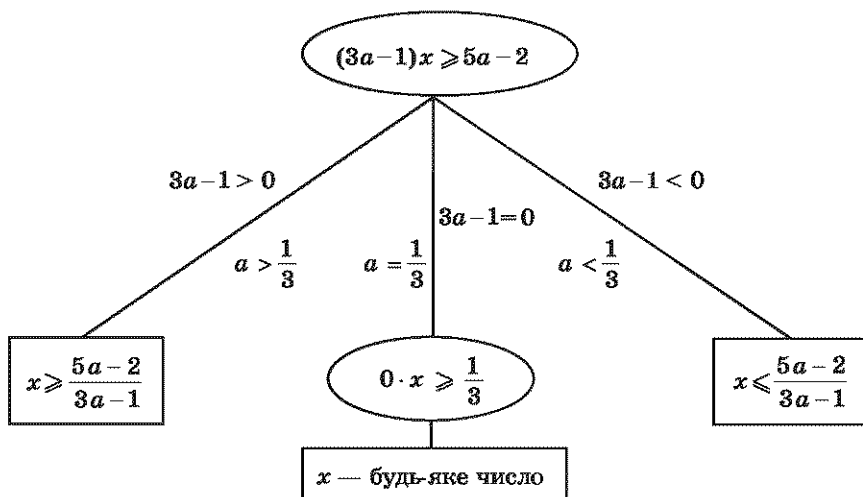 (3a−1)x ⩾ 5a−2
3a−1 > 0
3a−1 < 0
3a−1=0
a > 1/3
a = 1/3
a < 1/3
x ⩾ (5a−2)/(3a−1)
0 · x ⩾ 1/3
x ⩽ (5a−2)/(3a−1)
x — будь-яке число